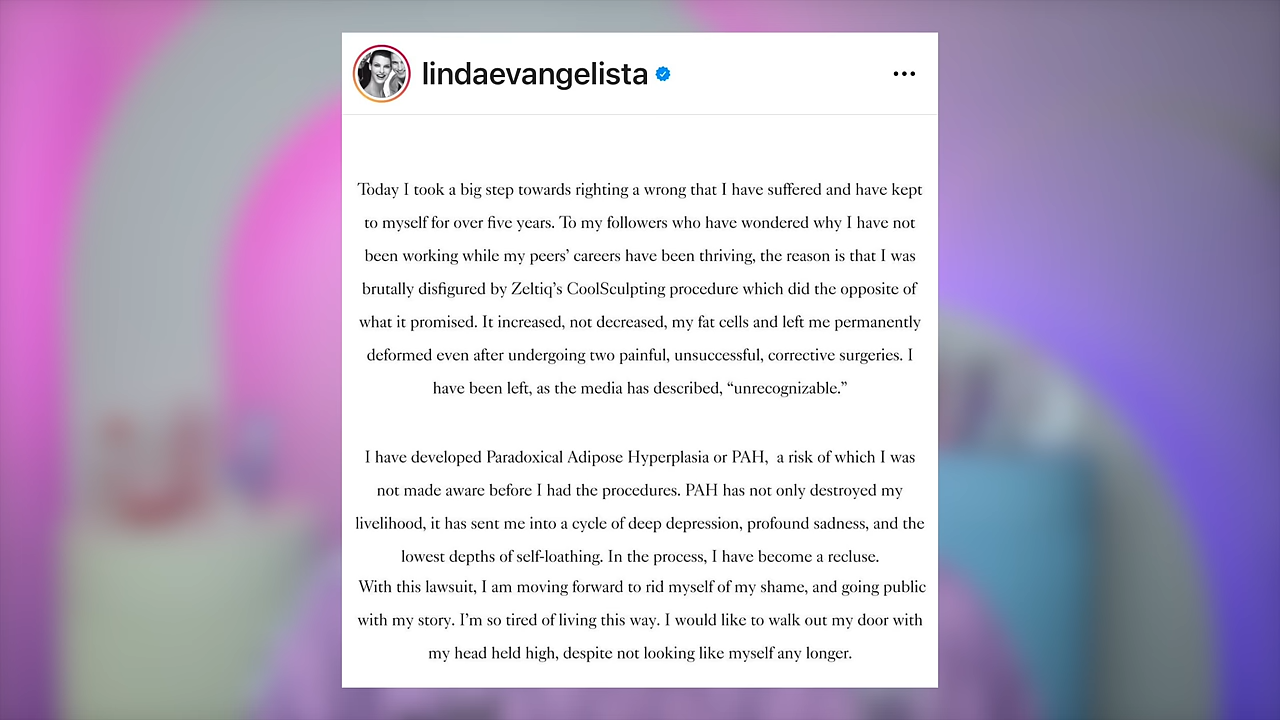 lindaevangelista
Today I took a big step towards righting a wrong that I have suffered and have kept
to myself for over five years. To my followers who have wondered why I have not
been working while my peers’ careers have been thriving, the reason is that I was
brutally disfigured by Zeltiq’s CoolSculpting procedure which did the opposite of
what it promised. It increased, not decreased, my fat cells and left me permanently
deformed even after undergoing two painful, unsuccessful, corrective surgeries. I
have been left, as the media has described, “unrecognizable.”
I have developed Paradoxical Adipose Hyperplasia or PAH, a risk of which I was
not made aware before I had the procedures. PAH has not only destroyed my
livelihood, it has sent me into a cycle of deep depression, profound sadness, and the
lowest depths of self-loathing. In the process, I have become a recluse.
With this lawsuit, I am moving forward to rid myself of my shame, and going public
with my story. I’m so tired of living this way. I would like to walk out my door with
my head held high, despite not looking like myself any longer.